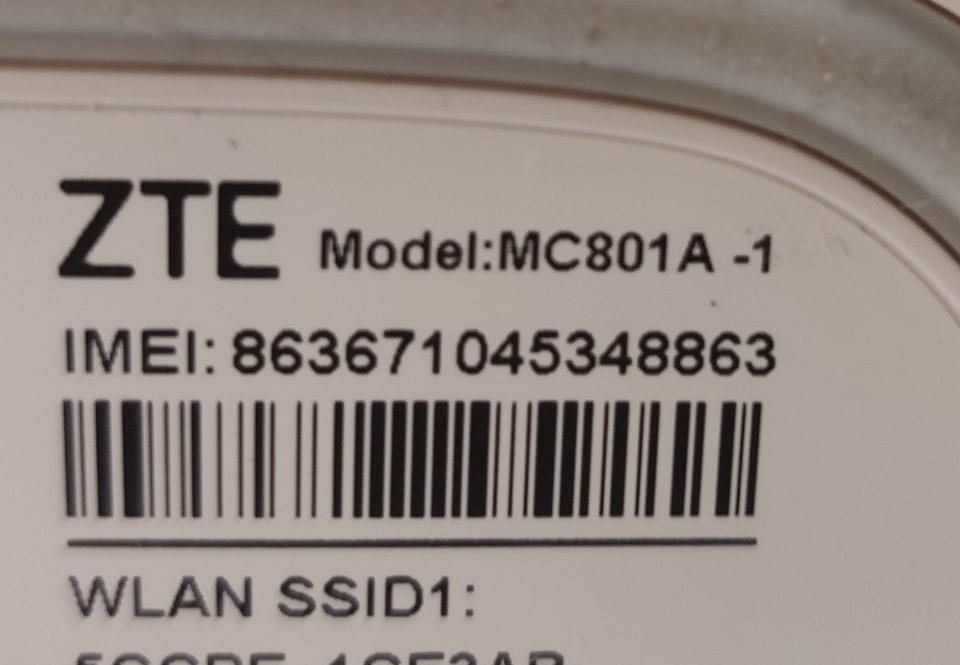 ZTE Model:MC801A -1
IMEI: 863671045348863
WLAN SSID1: